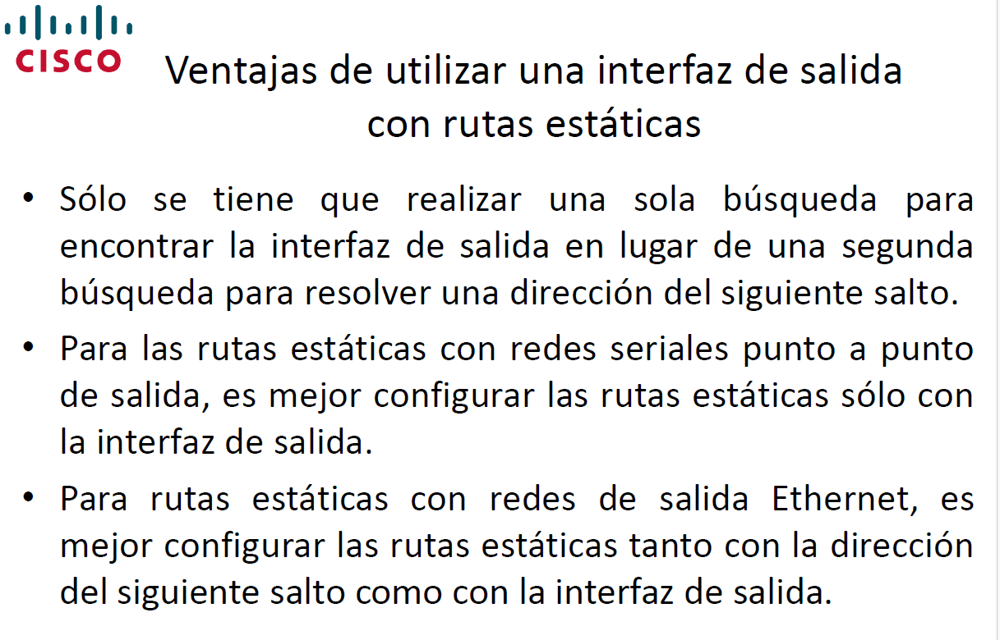 CISCO
Ventajas de utilizar una interfaz de salida
con rutas estáticas
• Sólo se tiene que realizar una sola búsqueda para
encontrar la interfaz de salida en lugar de una segunda
búsqueda para resolver una dirección del siguiente salto.
• Para las rutas estáticas con redes seriales punto a punto
de salida, es mejor configurar las rutas estáticas sólo con
la interfaz de salida.
• Para rutas estáticas con redes de salida Ethernet, es
mejor configurar las rutas estáticas tanto con la dirección
del siguiente salto como con la interfaz de salida.